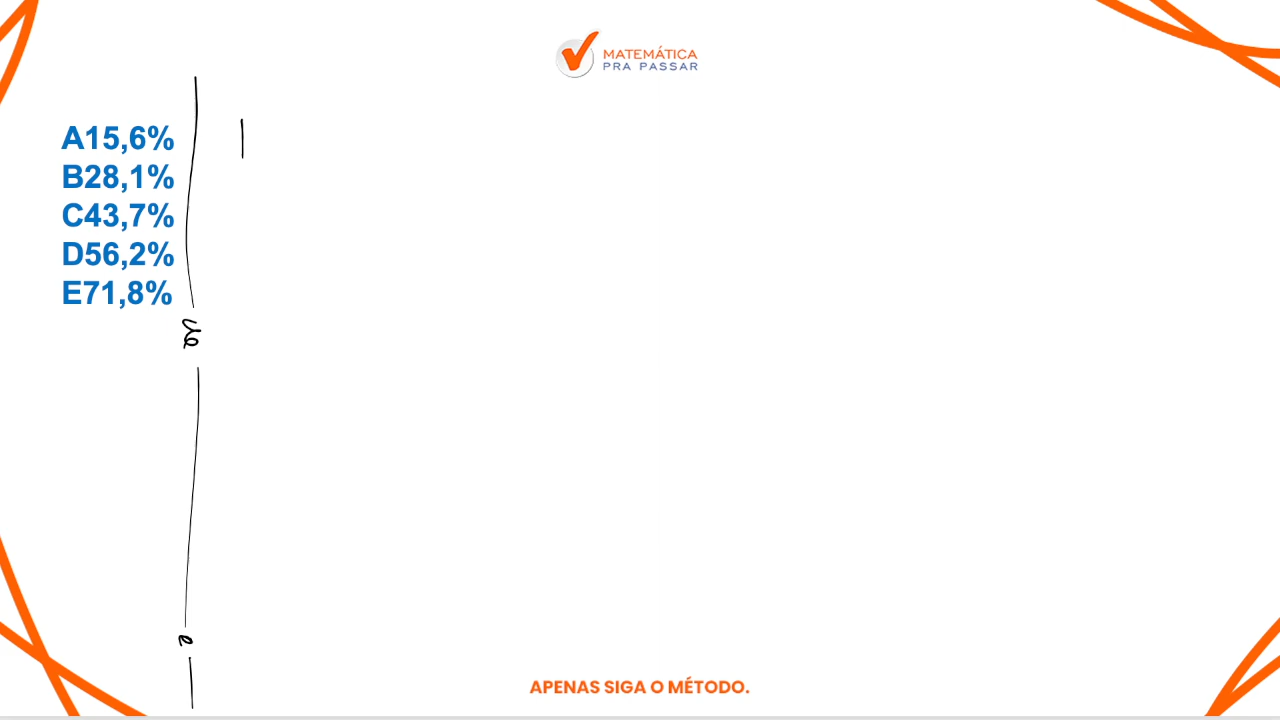 MATEMÁTICA
PRA PASSAR
A15,6%
B28,1%
C43,7%
D56,2%
E71,8%
APENAS SIGA O MÉTODO.